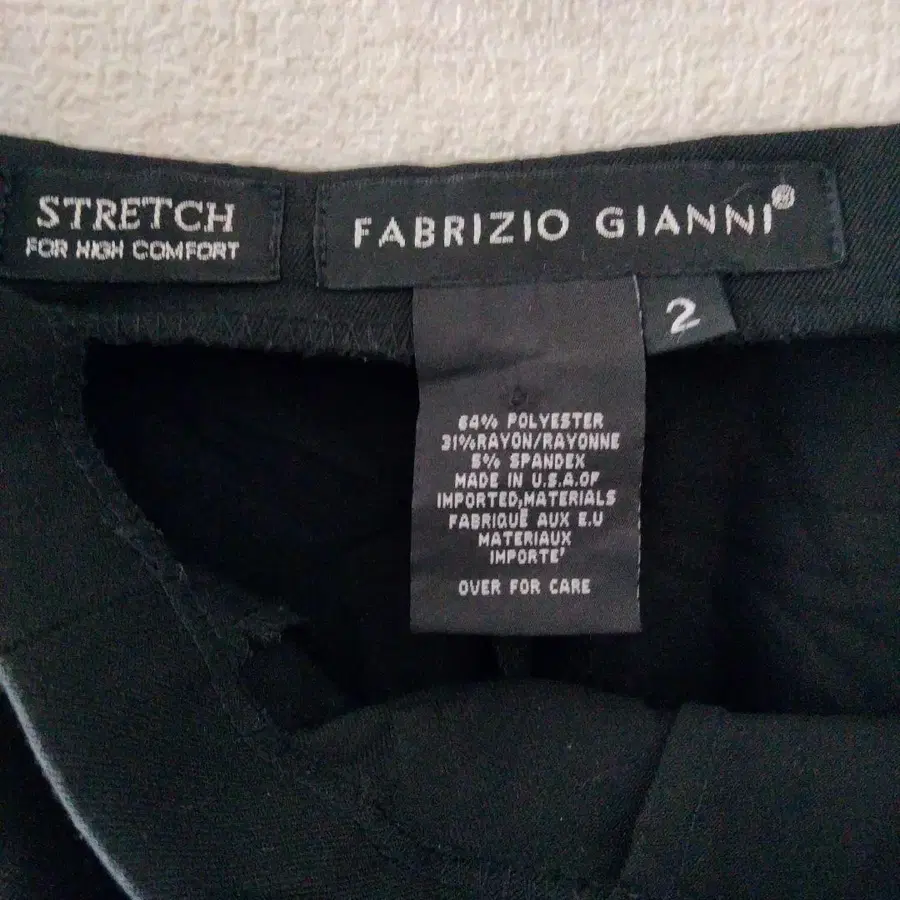 STRETCH
FOR HIGH COMFORT
FABRIZIO GIANNI®
2
64% POLYESTER
31%RAYON/RAYONNE
5% SPANDEX
MADE IN U.S.A.OF
IMPORTED,MATERIALS
FABRIQUÉ AUX E.U
MATERIAUX
IMPORTE'
OVER FOR CARE